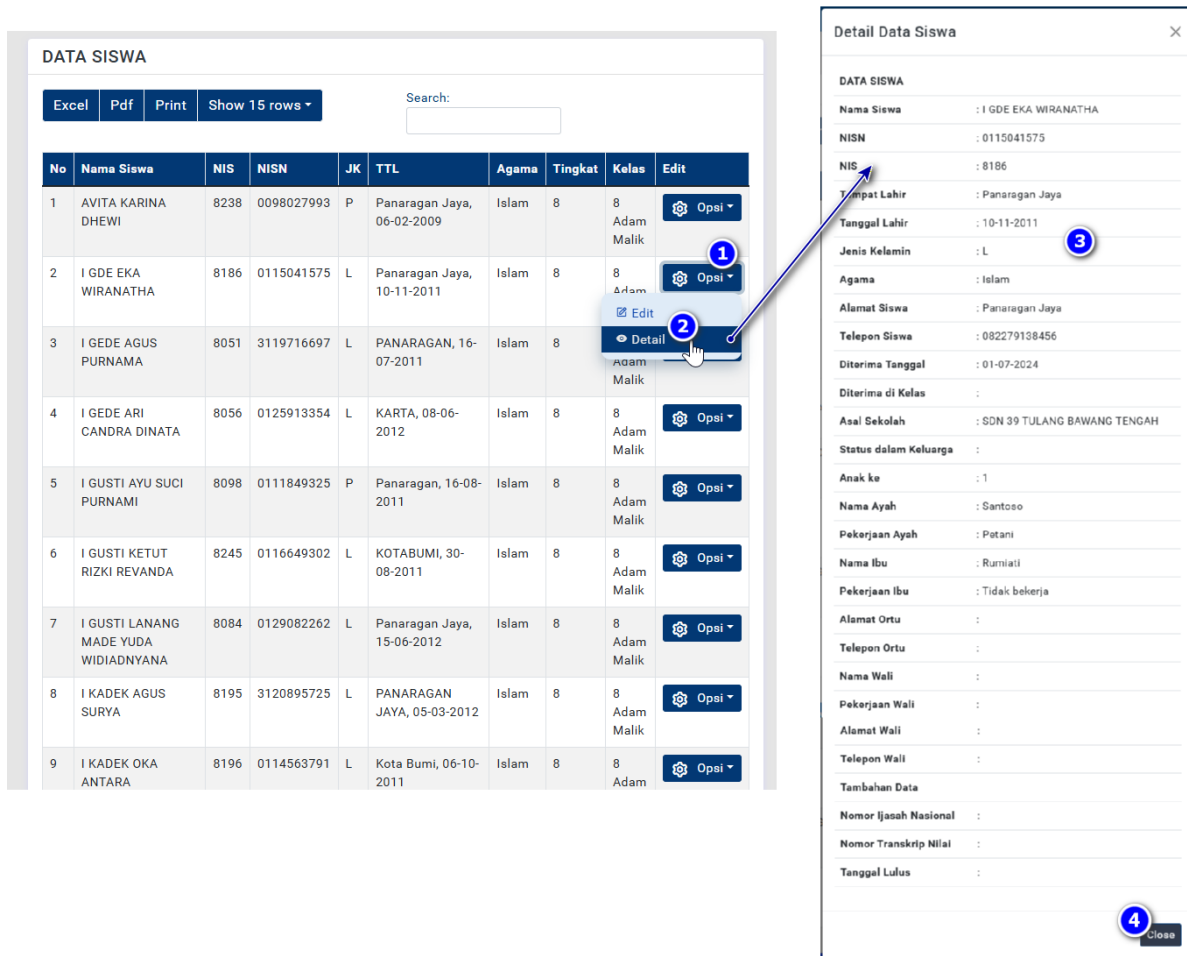 DATA SISWA
Excel Pdf Print Show 15 rows
Search:
No Nama Siswa NIS NISN JK TTL Agama Tingkat Kelas Edit
1 AVITA KARINA 8238 0098027993 P Panaragan Jaya, Islam 8 8 Opsi
DHEWI 06-02-2009 Adam
Malik
1
2 I GDE EKA 8186 0115041575 L Panaragan Jaya, Islam 8 8 Opsi
WIRANATHA 10-11-2011 Adam
Edit
2
Detail
3 I GEDE AGUS 8051 3119716697 L PANARAGAN, 16- Islam 8
PURNAMA 07-2011 Adam
Malik
4 I GEDE ARI 8056 0125913354 L KARTA, 08-06- Islam 8 8 Opsi
CANDRA DINATA 2012 Adam
Malik
5 I GUSTI AYU SUCI 8098 0111849325 P Panaragan, 16-08- Islam 8 8 Opsi
PURNAMI 2011 Adam
Malik
6 I GUSTI KETUT 8245 0116649302 L KOTABUMI, 30- Islam 8 8 Opsi
RIZKI REVANDA 08-2011 Adam
Malik
7 I GUSTI LANANG 8084 0129082262 L Panaragan Jaya, Islam 8 8 Opsi
MADE YUDA 15-06-2012 Adam
WIDIADNYANA Malik
8 I KADEK AGUS 8195 3120895725 L PANARAGAN Islam 8 8 Opsi
SURYA JAYA, 05-03-2012 Adam
Malik
9 I KADEK OKA 8196 0114563791 L Kota Bumi, 06-10- Islam 8 8 Opsi
ANTARA 2011 Adam
Detail Data Siswa ×
DATA SISWA
Nama Siswa : I GDE EKA WIRANATHA
NISN : 0115041575
NIS : 8186
Tempat Lahir : Panaragan Jaya
Tanggal Lahir : 10-11-2011
3
Jenis Kelamin : L
Agama : Islam
Alamat Siswa : Panaragan Jaya
Telepon Siswa : 082279138456
Diterima Tanggal : 01-07-2024
Diterima di Kelas :
Asal Sekolah : SDN 39 TULANG BAWANG TENGAH
Status dalam Keluarga :
Anak ke : 1
Nama Ayah : Santoso
Pekerjaan Ayah : Petani
Nama Ibu : Rumiati
Pekerjaan Ibu : Tidak bekerja
Alamat Ortu :
Telepon Ortu :
Nama Wali :
Pekerjaan Wali :
Alamat Wali :
Telepon Wali :
Tambahan Data
Nomor Ijasah Nasional :
Nomor Transkrip Nilai :
Tanggal Lulus :
4
Close